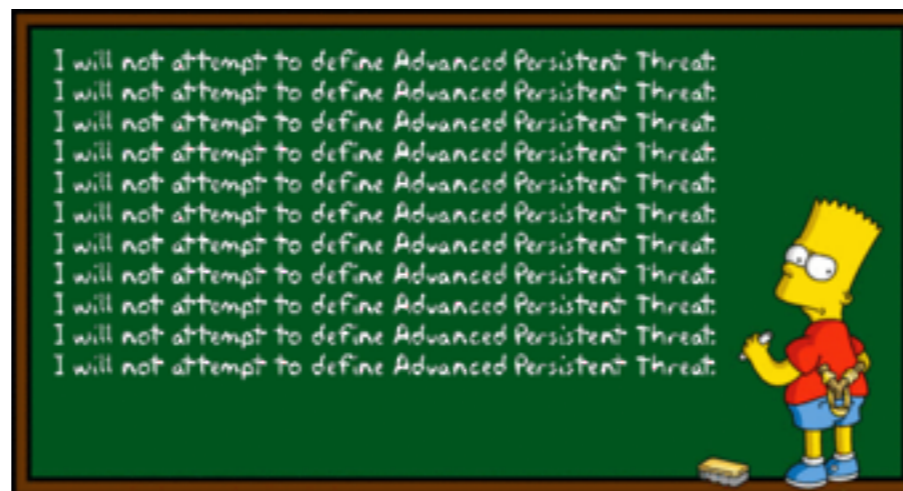 I will not attempt to define Advanced Persistent Threat.
I will not attempt to define Advanced Persistent Threat.
I will not attempt to define Advanced Persistent Threat.
I will not attempt to define Advanced Persistent Threat.
I will not attempt to define Advanced Persistent Threat.
I will not attempt to define Advanced Persistent Threat.
I will not attempt to define Advanced Persistent Threat.
I will not attempt to define Advanced Persistent Threat.
I will not attempt to define Advanced Persistent Threat.
I will not attempt to define Advanced Persistent Threat.
I will not attempt to define Advanced Persistent Threat.